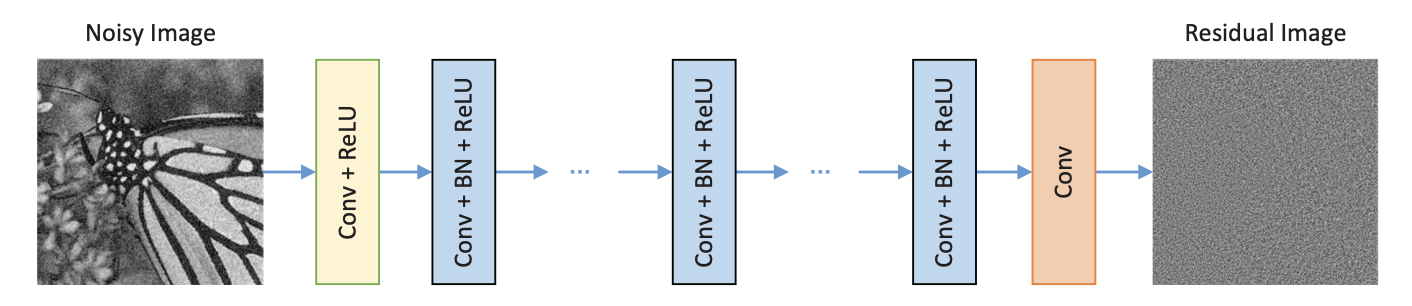 Noisy Image
Residual Image
Conv + ReLU
Conv + BN + ReLU
...
Conv + BN + ReLU
...
Conv + BN + ReLU
Conv